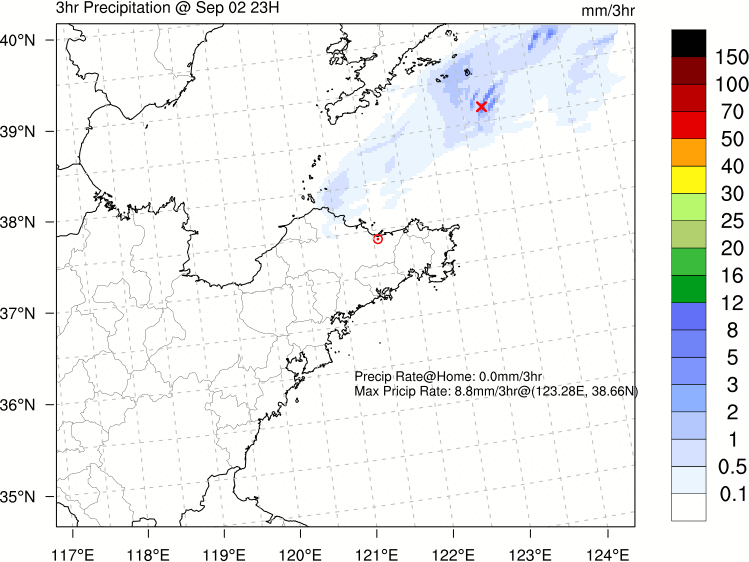 3hr Precipitation @ Sep 02 23H
mm/3hr
40°N
39°N
38°N
37°N
36°N
35°N
117°E
118°E
119°E
120°E
121°E
122°E
123°E
124°E
Precip Rate@Home: 0.0mm/3hr
Max Pricip Rate: 8.8mm/3hr@(123.28E, 38.66N)
150
100
70
50
40
30
25
20
16
12
8
5
3
2
1
0.5
0.1